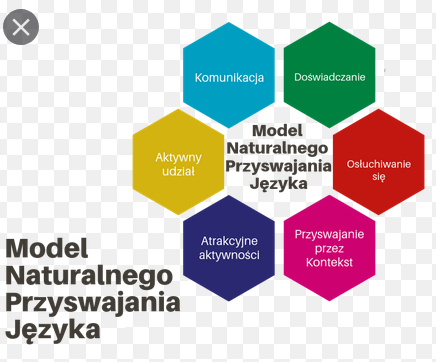 Komunikacja
Doświadczanie
Model
Naturalnego
Przyswajania
Języka
Aktywny
udział
Osłuchiwanie
się
Atrakcyjne
aktywności
Przyswajanie
przez
Kontekst
Model
Naturalnego
Przyswajania
Języka